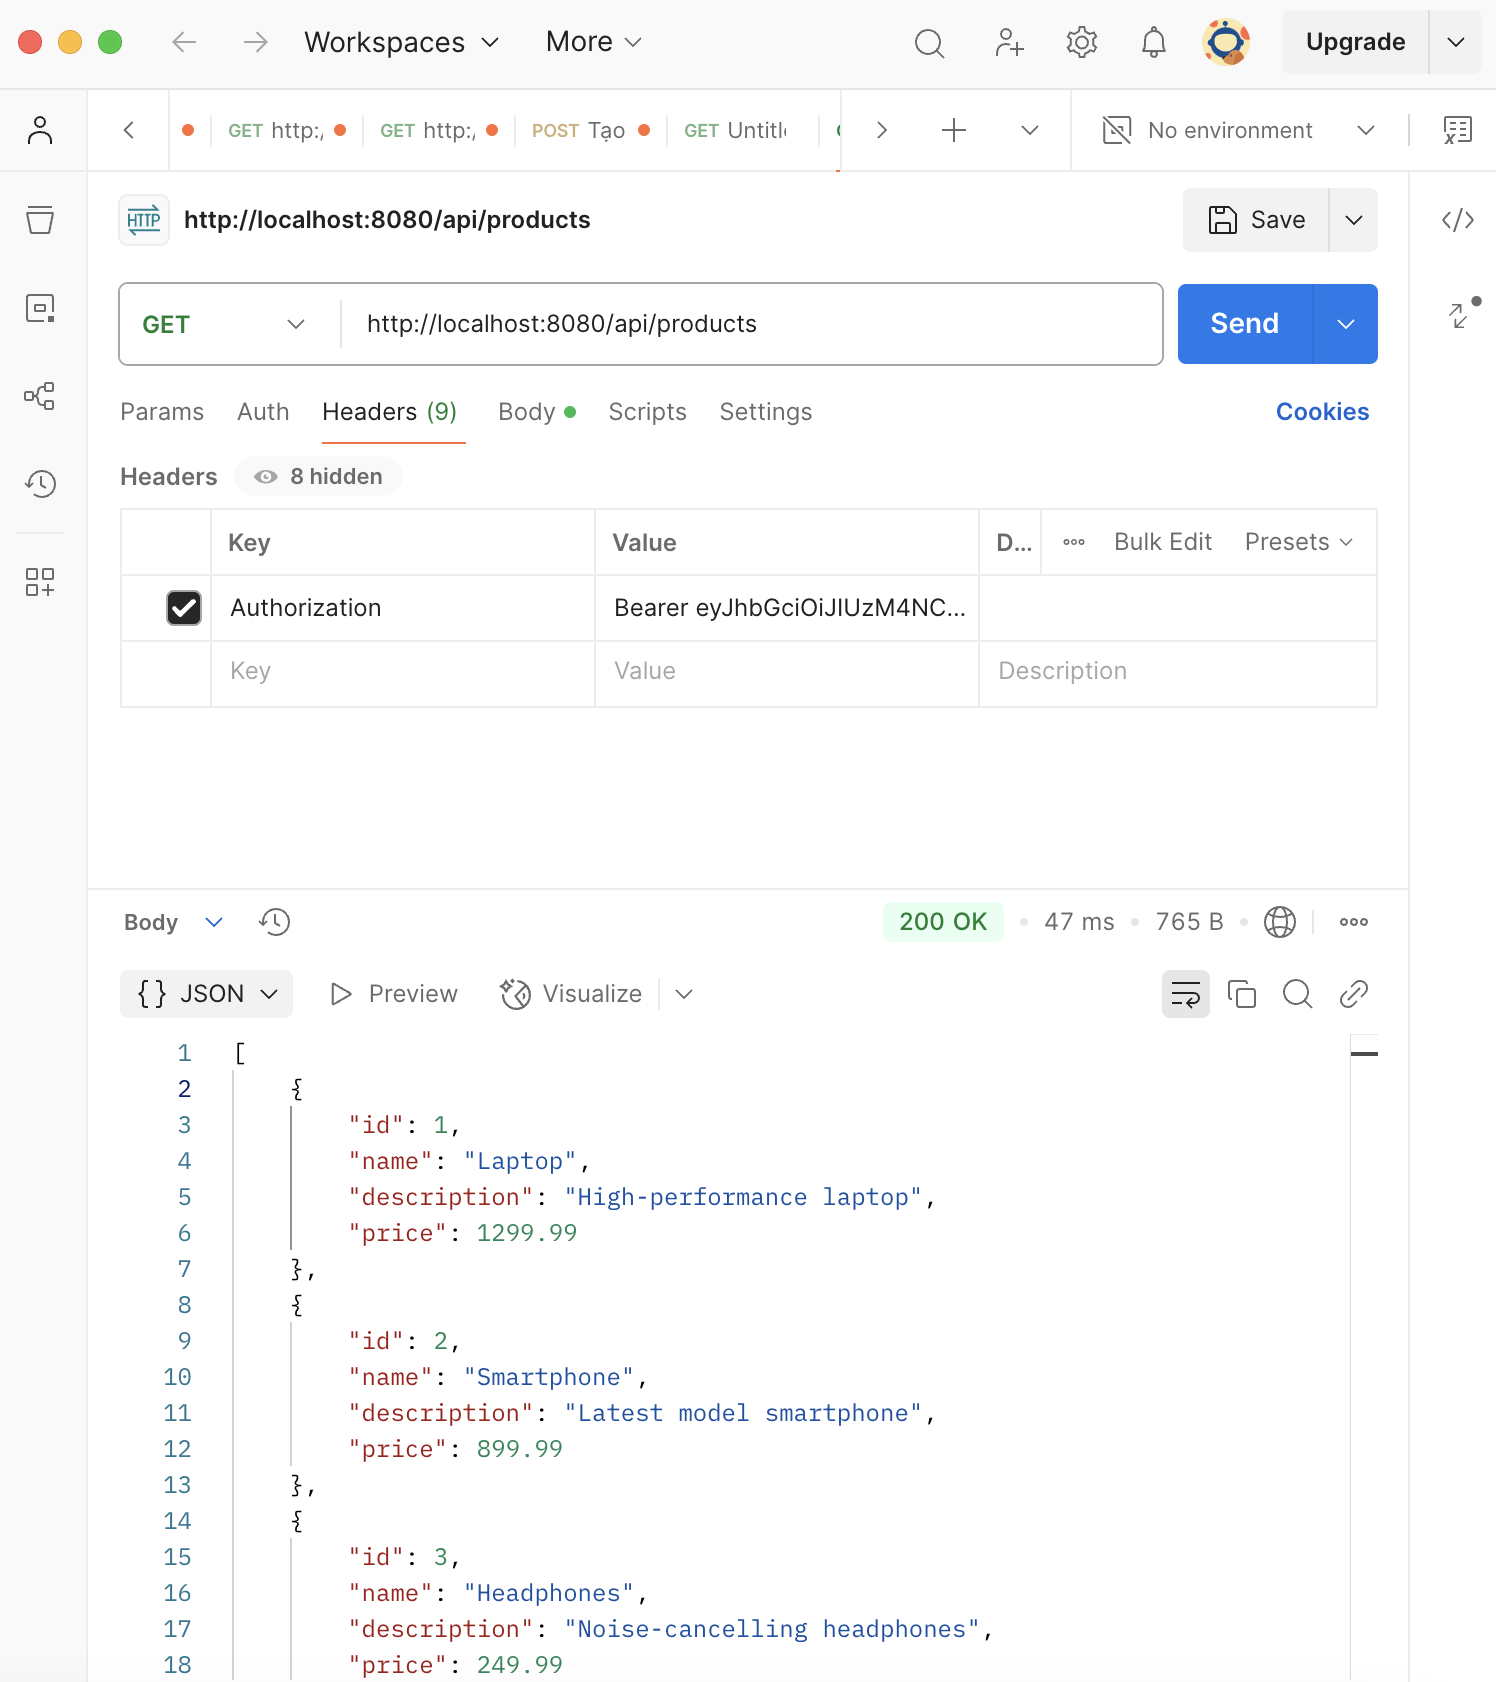 Workspaces More Upgrade
GET http:, GET http:, POST Tạo GET Untitl No environment
HTTP http://localhost:8080/api/products Save
GET http://localhost:8080/api/products Send
Params Auth Headers (9) Body Scripts Settings Cookies
Headers 8 hidden
Key Value D... Bulk Edit Presets
Authorization Bearer eyJhbGciOiJIUzM4NC...
Key Value Description
Body 200 OK 47 ms 765 B
{} JSON Preview Visualize
1 [
2 {
3 "id": 1,
4 "name": "Laptop",
5 "description": "High-performance laptop",
6 "price": 1299.99
7 },
8 {
9 "id": 2,
10 "name": "Smartphone",
11 "description": "Latest model smartphone",
12 "price": 899.99
13 },
14 {
15 "id": 3,
16 "name": "Headphones",
17 "description": "Noise-cancelling headphones",
18 "price": 249.99